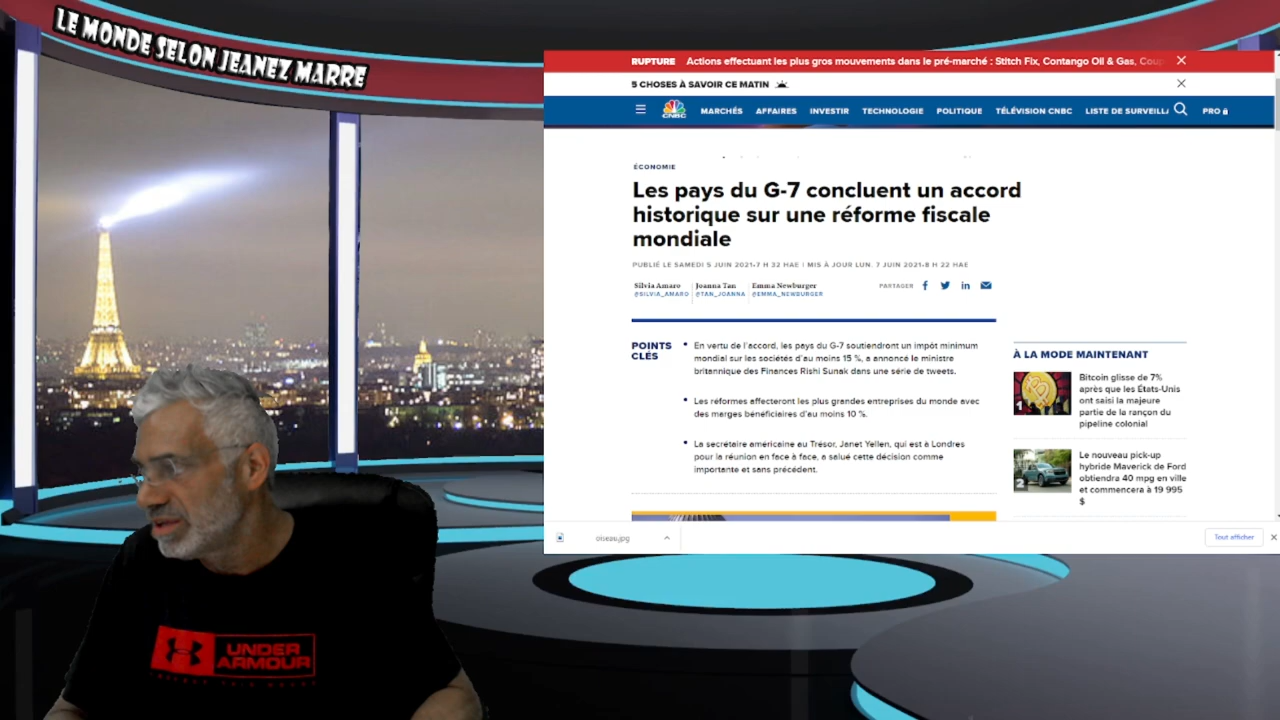 LE MONDE SELON JEANEZ MARRE
RUPTURE Actions effectuant les plus gros mouvements dans le pré-marché : Stitch Fix, Contango Oil & Gas, Coup
5 CHOSES À SAVOIR CE MATIN
CNBC MARCHÉS AFFAIRES INVESTIR TECHNOLOGIE POLITIQUE TÉLÉVISION CNBC LISTE DE SURVEILL PRO
ÉCONOMIE
Les pays du G-7 concluent un accord
historique sur une réforme fiscale
mondiale
PUBLIÉ LE SAMEDI 5 JUIN 2021-7 H 32 HAE | MIS À JOUR LUN. 7 JUIN 2021-8 H 22 HAE
Silvia Amaro Joanna Tan Emma Newburger
@SILVIA_AMARO @TAN_JOANNA @EMMA_NEWBURGER
PARTAGER
POINTS
CLÉS
En vertu de l'accord, les pays du G-7 soutiendront un impôt minimum
mondial sur les sociétés d'au moins 15 %, a annoncé le ministre
britannique des Finances Rishi Sunak dans une série de tweets.
Les réformes affecteront les plus grandes entreprises du monde avec
des marges bénéficiaires d'au moins 10 %.
La secrétaire américaine au Trésor, Janet Yellen, qui est à Londres
pour la réunion en face à face, a salué cette décision comme
importante et sans précédent.
À LA MODE MAINTENANT
1
Bitcoin glisse de 7%
après que les États-Unis
ont saisi la majeure
partie de la rançon du
pipeline colonial
2
Le nouveau pick-up
hybride Maverick de Ford
obtiendra 40 mpg en ville
et commencera à 19 995
$
oiseau.jpg
Tout afficher
UNDER
ARMOUR